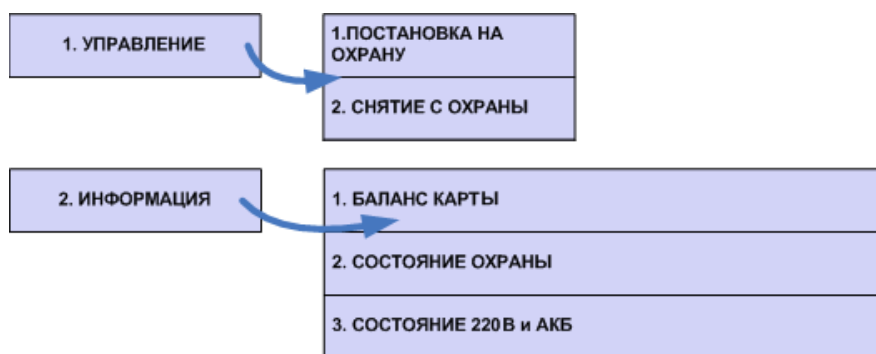 1. УПРАВЛЕНИЕ
1.ПОСТАНОВКА НА
ОХРАНУ
2. СНЯТИЕ С ОХРАНЫ
2. ИНФОРМАЦИЯ
1. БАЛАНС КАРТЫ
2. СОСТОЯНИЕ ОХРАНЫ
3. СОСТОЯНИЕ 220В и АКБ